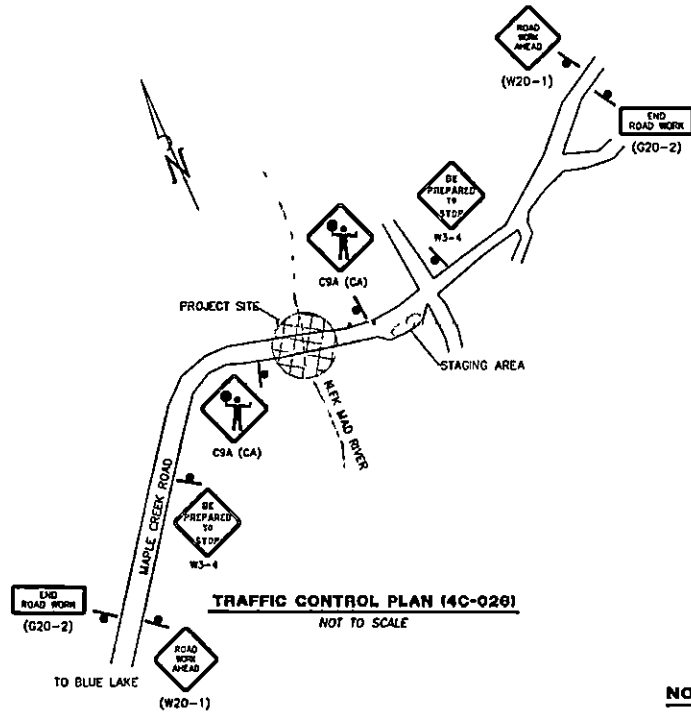 ROAD
WORK
AHEAD
(W20-1)
END
ROAD WORK
(G20-2)
N
BE
PREPARED
TO
STOP
W3-4
C9A (CA)
PROJECT SITE
STAGING AREA
N.FK MAD RIVER
C9A (CA)
MAPLE CREEK ROAD
BE
PREPARED
TO
STOP
W3-4
END
ROAD WORK
(G20-2)
TRAFFIC CONTROL PLAN (4C-026)
NOT TO SCALE
ROAD
WORK
AHEAD
TO BLUE LAKE
(W20-1)
NO